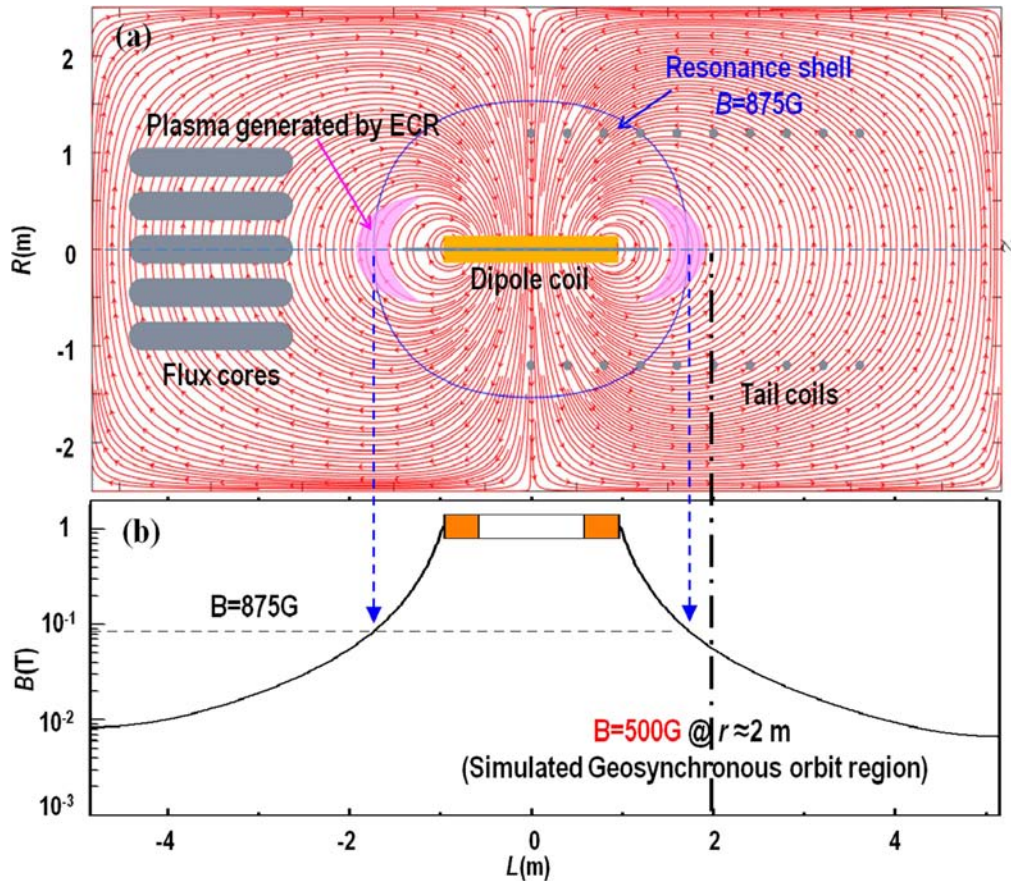 (a)
Resonance shell
B=875G
Plasma generated by ECR
Dipole coil
Flux cores
Tail coils
R(m)
2
1
0
-1
-2
z
(b)
B=875G
B=500G @ r ≈2 m
(Simulated Geosynchronous orbit region)
B(T)
1
10⁻¹
10⁻²
10⁻³
-4
-2
0
2
4
L(m)